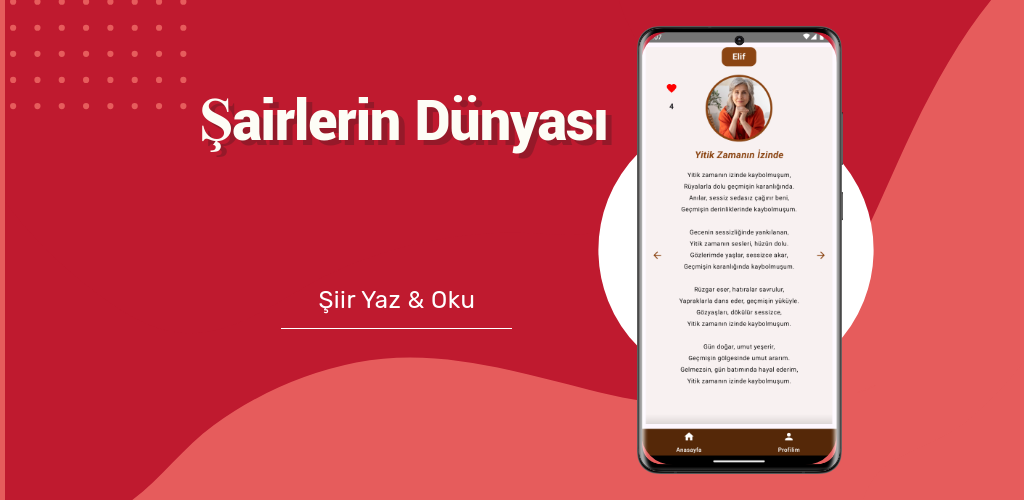 Şairlerin Dünyası
Şiir Yaz & Oku
Elif
4
Yitik Zamanın İzinde
Yitik zamanın izinde kaybolmuşum,
Rüyalarla dolu geçmişin karanlığında.
Anılar, sessiz sedasız çağırır beni,
Geçmişin derinliklerinde kaybolmuşum.
Gecenin sessizliğinde yankılanan,
Yitik zamanın sesleri, hüzün dolu.
Gözlerimde yaşlar, sessizce akar,
Geçmişin karanlığında kaybolmuşum.
Rüzgar eser, hatıralar savrulur,
Yapraklarla dans eder, geçmişin yüküyle.
Gözyaşları, dökülür sessizce,
Yitik zamanın izinde kaybolmuşum.
Gün doğar, umut yeşerir,
Geçmişin gölgesinde umut ararım.
Gelmezsin, gün batımında hayal ederim,
Yitik zamanın izinde kaybolmuşum.
Anasayfa Profilim